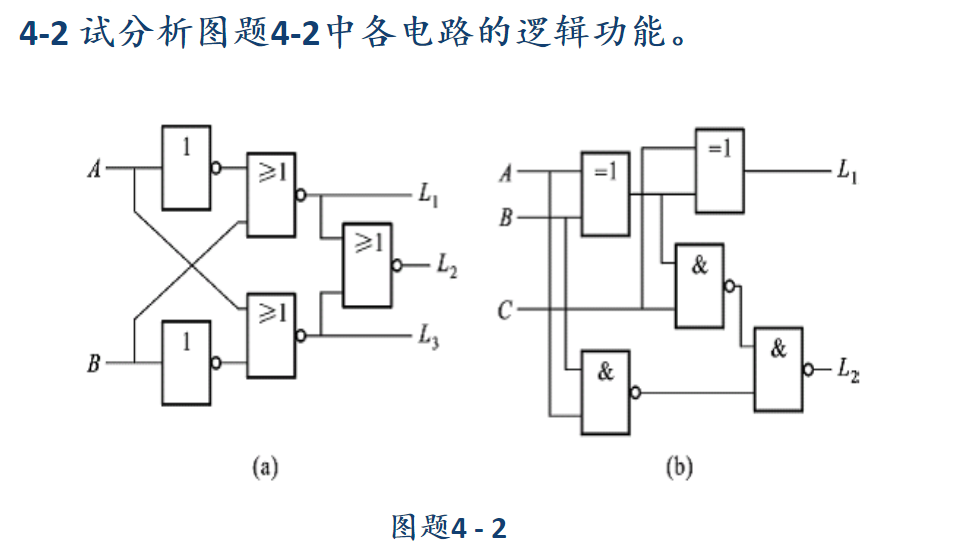 4-2 试分析图题4-2中各电路的逻辑功能。
A
1
≥1
L₁
≥1
L₂
B
1
≥1
L₃
(a)
A
=1
=1
L₁
B
&
C
&
&
L₂
(b)
图题4 - 2